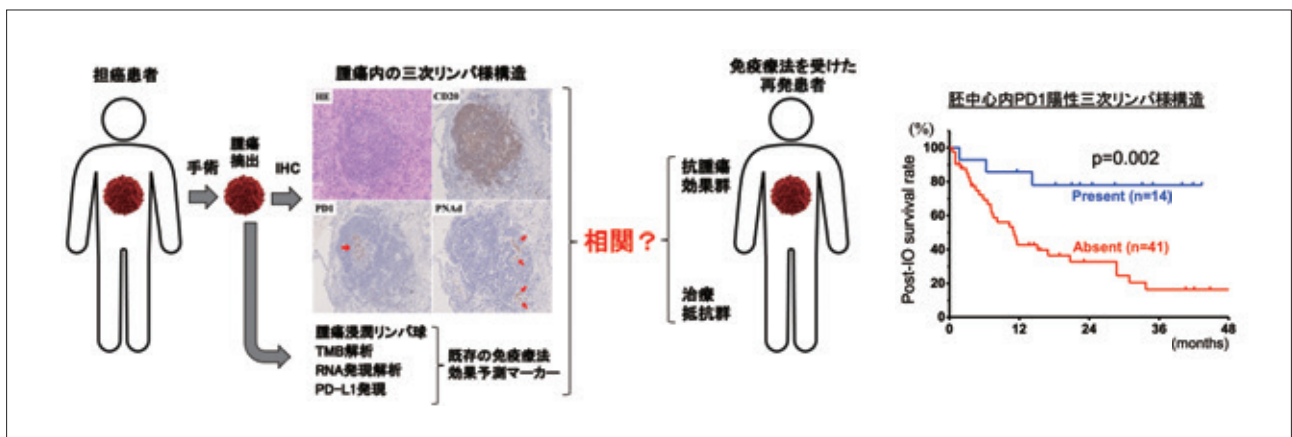 担癌患者
手術
腫瘍
摘出
IHC
腫瘍内の三次リンパ様構造
HE
CD20
PD1
PNAd
腫瘍浸潤リンパ球
TMB解析
RNA発現解析
PD-L1発現
既存の免疫療法
効果予測マーカー
相関？
免疫療法を受けた
再発患者
抗腫瘍
効果群
治療
抵抗群
胚中心内PD1陽性三次リンパ様構造
(%)
100
80
60
40
20
0
Post-IO survival rate
p=0.002
Present (n=14)
Absent (n=41)
0 12 24 36 48
(months)